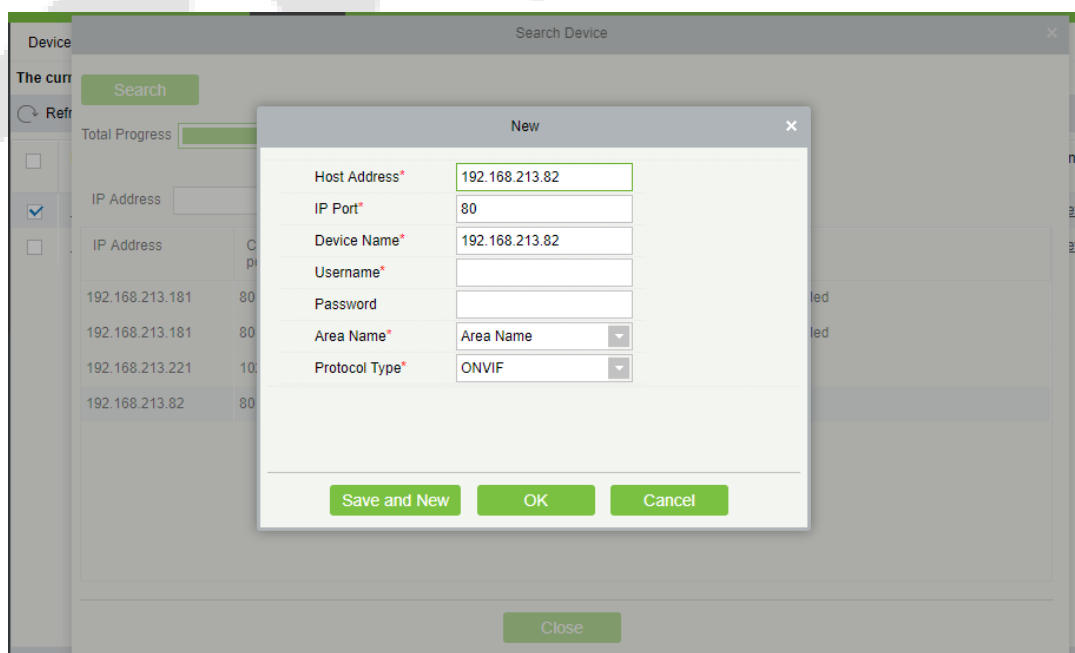 Search Device
Device
The curr
Search
Refr
Total Progress
New
Host Address* 192.168.213.82
IP Port* 80
IP Address
Device Name* 192.168.213.82
IP Address
Username*
192.168.213.181 80
Password
192.168.213.181 80
Area Name* Area Name
192.168.213.221
Protocol Type* ONVIF
192.168.213.82 80
Save and New OK Cancel
Close